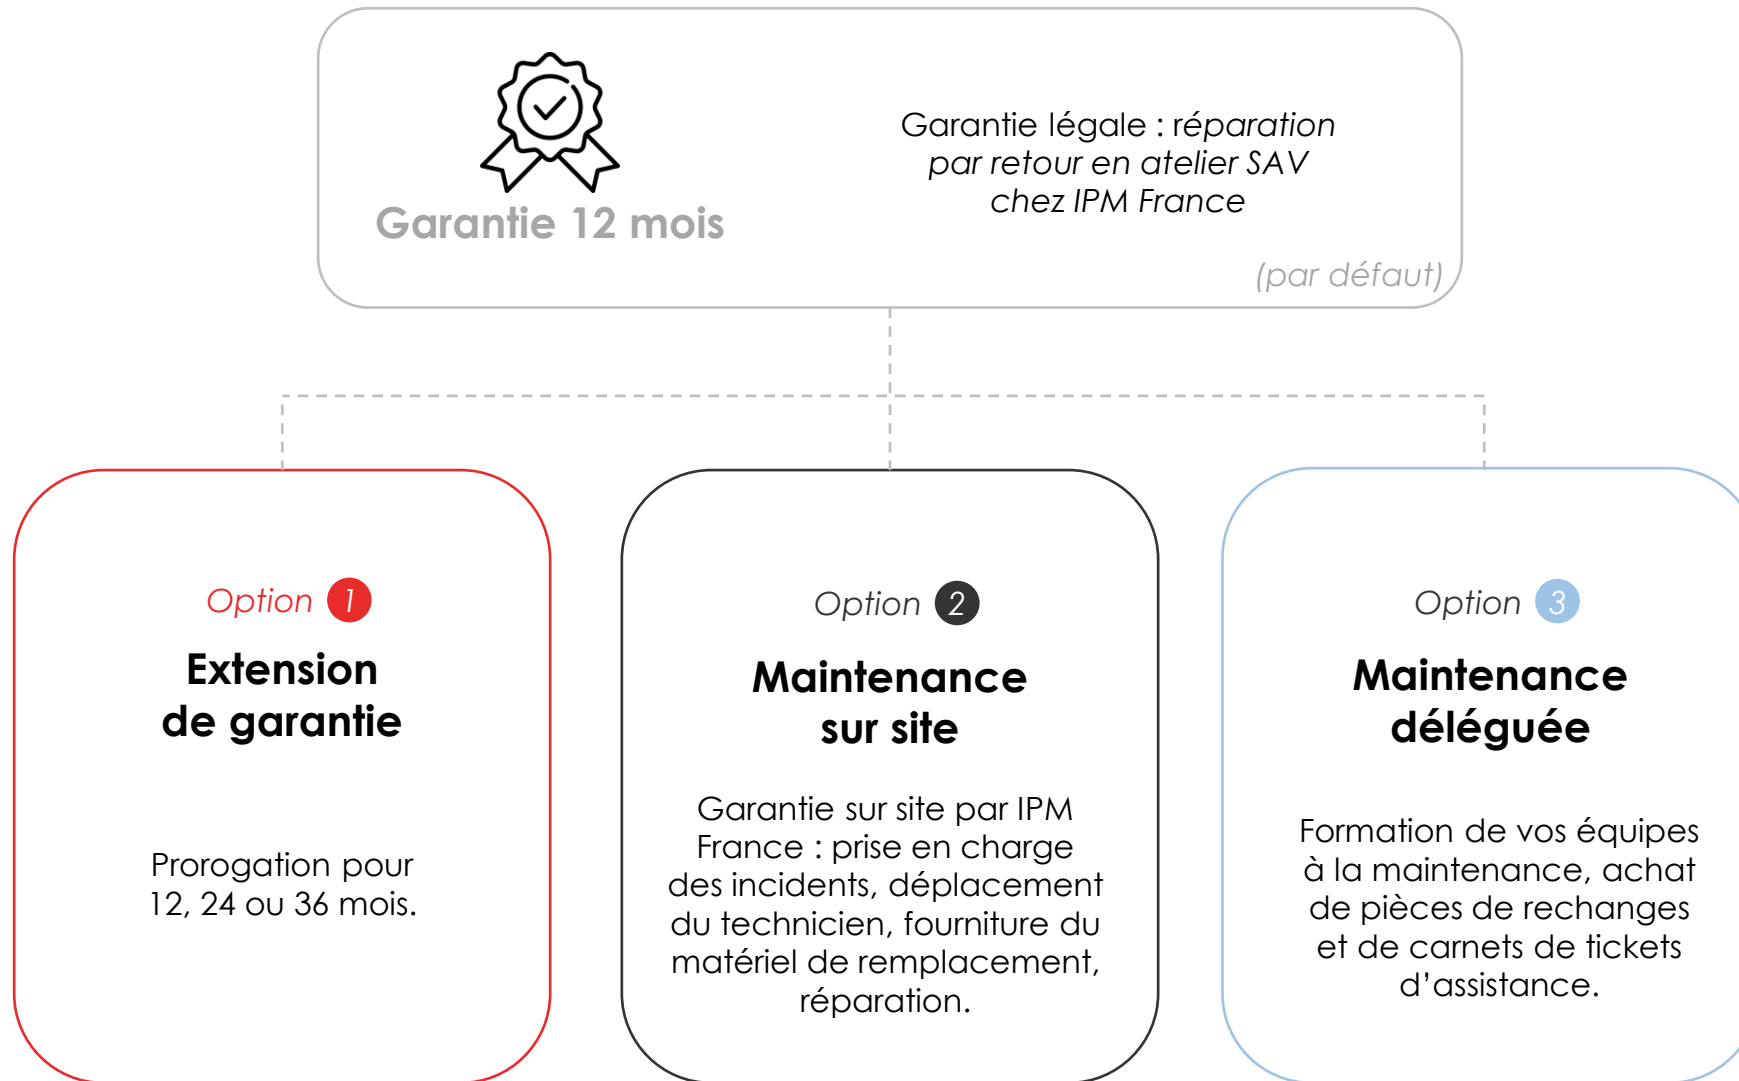 Garantie 12 mois
Garantie légale : réparation
par retour en atelier SAV
chez IPM France
(par défaut)
Option 1
Extension
de garantie
Prorogation pour
12, 24 ou 36 mois.
Option 2
Maintenance
sur site
Garantie sur site par IPM
France : prise en charge
des incidents, déplacement
du technicien, fourniture du
matériel de remplacement,
réparation.
Option 3
Maintenance
déléguée
Formation de vos équipes
à la maintenance, achat
de pièces de rechanges
et de carnets de tickets
d’assistance.